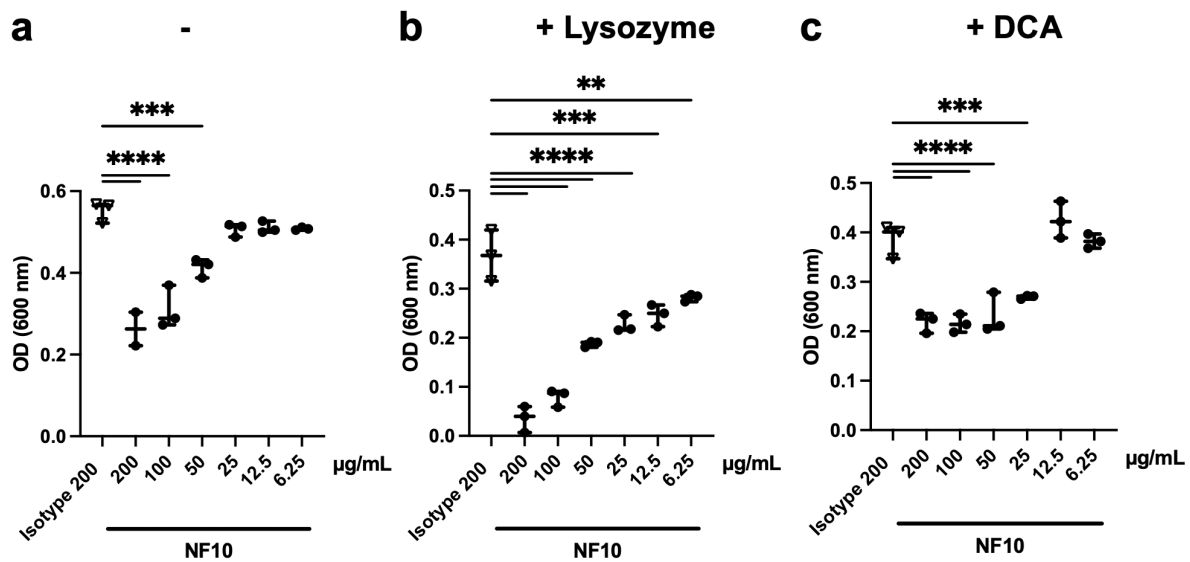 a
-
***
****
0.6
0.4
0.2
0.0
OD (600 nm)
Isotype 200
200
100
50
25
12.5
6.25
µg/mL
NF10
b
+ Lysozyme
**
***
****
0.5
0.4
0.3
0.2
0.1
0.0
OD (600 nm)
Isotype 200
200
100
50
25
12.5
6.25
µg/mL
NF10
c
+ DCA
***
****
0.5
0.4
0.3
0.2
0.1
0.0
OD (600 nm)
Isotype 200
200
100
50
25
12.5
6.25
µg/mL
NF10